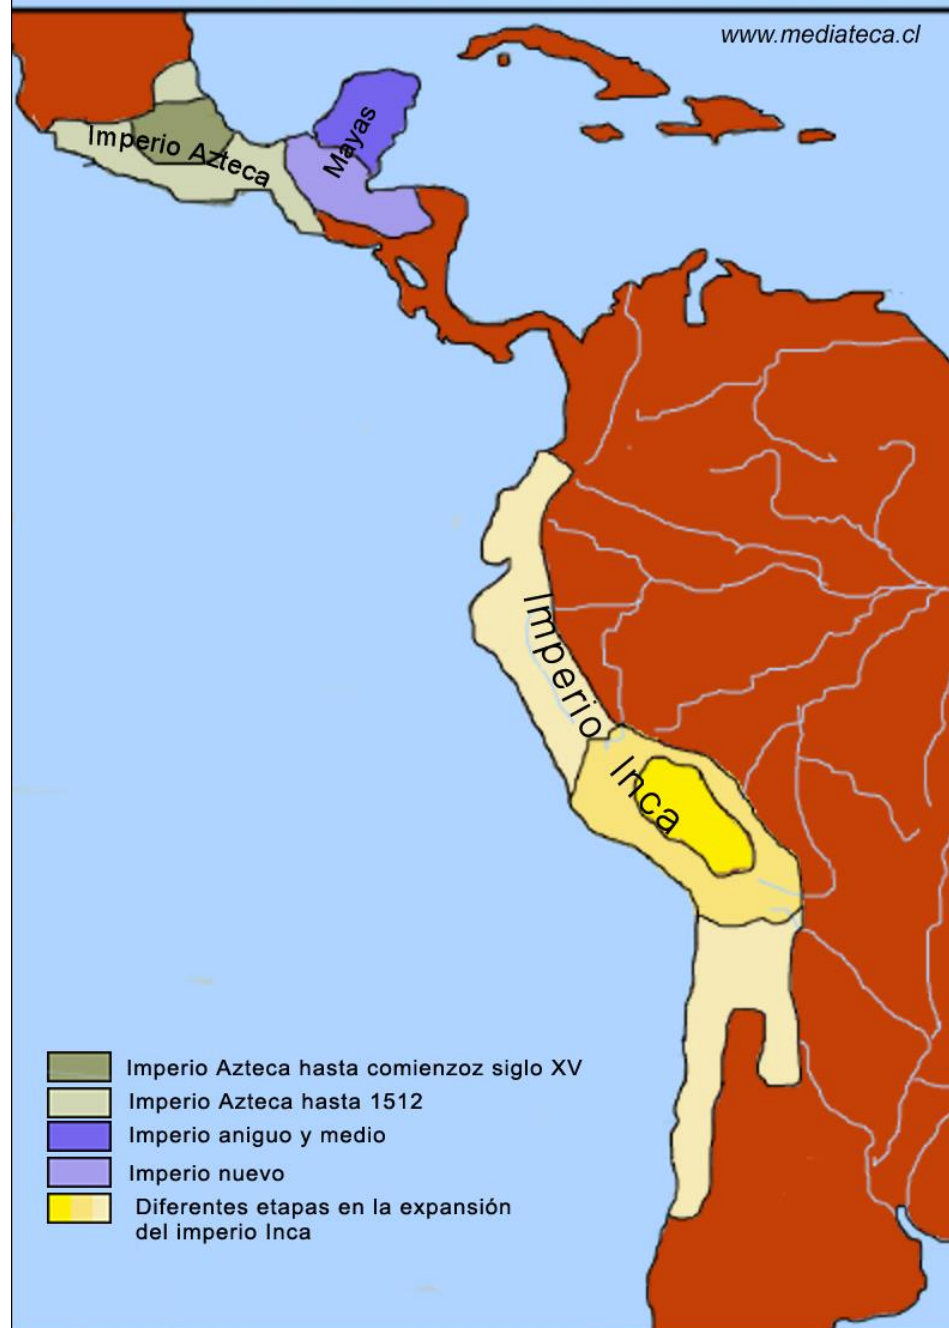 www.mediateca.cl
Imperio Azteca
Mayas
Imperio
Inca
Imperio Azteca hasta comienzoz siglo XV
Imperio Azteca hasta 1512
Imperio aniguo y medio
Imperio nuevo
Diferentes etapas en la expansión
del imperio Inca